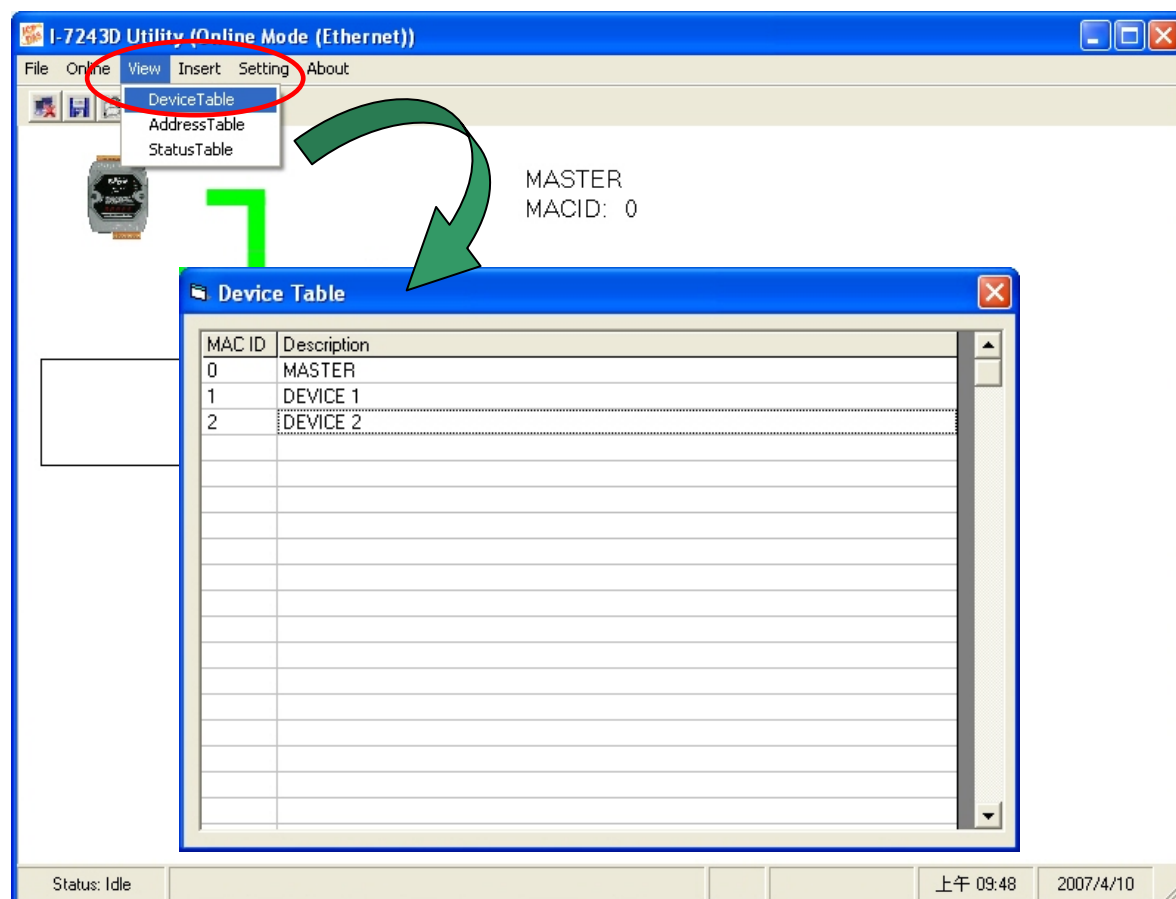 I-7243D Utility (Online Mode (Ethernet))
File Online View Insert Setting About
DeviceTable
AddressTable
StatusTable
MASTER
MACID: 0
Device Table
MAC ID Description
0 MASTER
1 DEVICE 1
2 DEVICE 2
Status: Idle 上午 09:48 2007/4/10